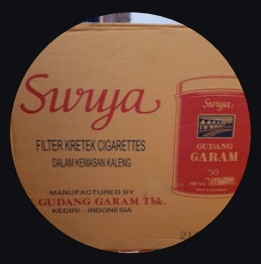 Surya
FILTER KRETEK CIGARETTES
DALAM KEMASAN KALENG
MANUFACTURED BY
GUDANG GARAM Tbk.
KEDIRI - INDONESIA
Surya
GUDANG
GARAM
50